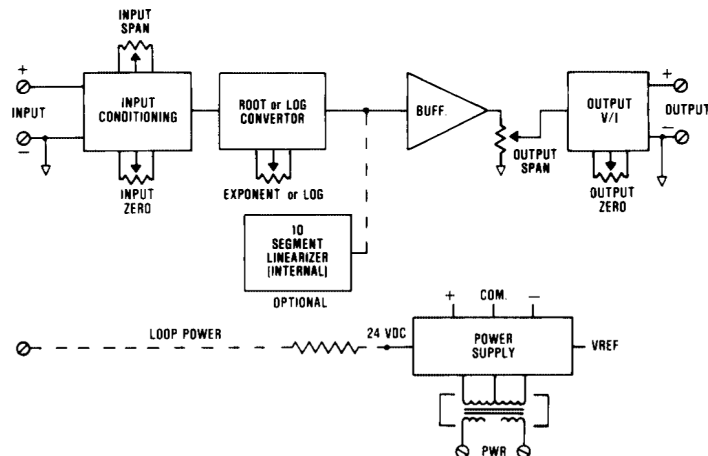 INPUT
SPAN
+
INPUT
−
INPUT
CONDITIONING
INPUT
ZERO
ROOT or LOG
CONVERTOR
EXPONENT or LOG
10
SEGMENT
LINEARIZER
(INTERNAL)
OPTIONAL
BUFF.
OUTPUT
SPAN
OUTPUT
V/I
OUTPUT
ZERO
+
OUTPUT
−
LOOP POWER
24 VDC
+ COM. −
POWER
SUPPLY
VREF
PWR